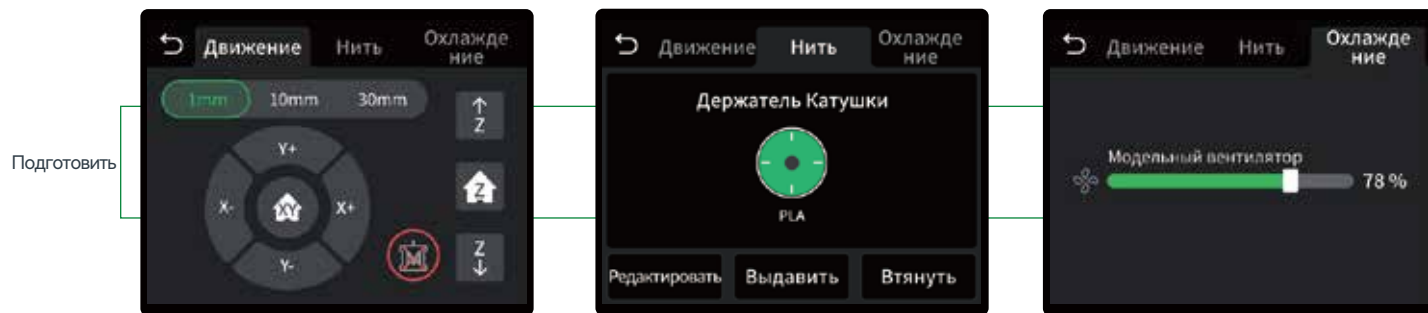 Подготовить
Движение
Нить
Охлажде
ние
1mm
10mm
30mm
Y+
X-
XY
X+
Y-
M
↑
Z
Z
Z
↓
Движение
Нить
Охлажде
ние
Держатель Катушки
PLA
Редактировать
Выдавить
Втянуть
Движение
Нить
Охлажде
ние
Модельный вентилятор
78 %